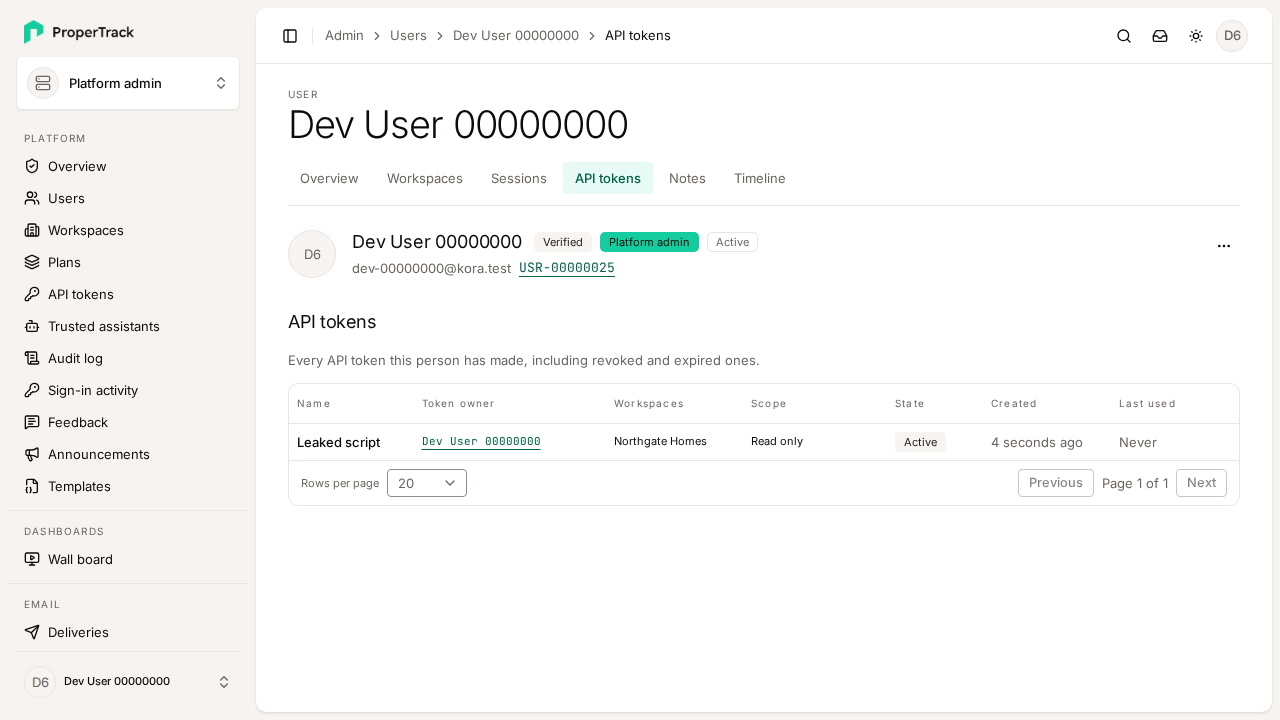 ProperTrack
Platform admin
PLATFORM
Overview
Users
Workspaces
Plans
API tokens
Trusted assistants
Audit log
Sign-in activity
Feedback
Announcements
Templates
DASHBOARDS
Wall board
EMAIL
Deliveries
D6 Dev User 00000000
Admin > Users > Dev User 00000000 > API tokens
D6
USER
Dev User 00000000
Overview Workspaces Sessions API tokens Notes Timeline
D6
Dev User 00000000 Verified Platform admin Active
dev-00000000@kora.test USR-00000025
API tokens
Every API token this person has made, including revoked and expired ones.
Name Token owner Workspaces Scope State Created Last used
Leaked script Dev User 00000000 Northgate Homes Read only Active 4 seconds ago Never
Rows per page 20 Previous Page 1 of 1 Next